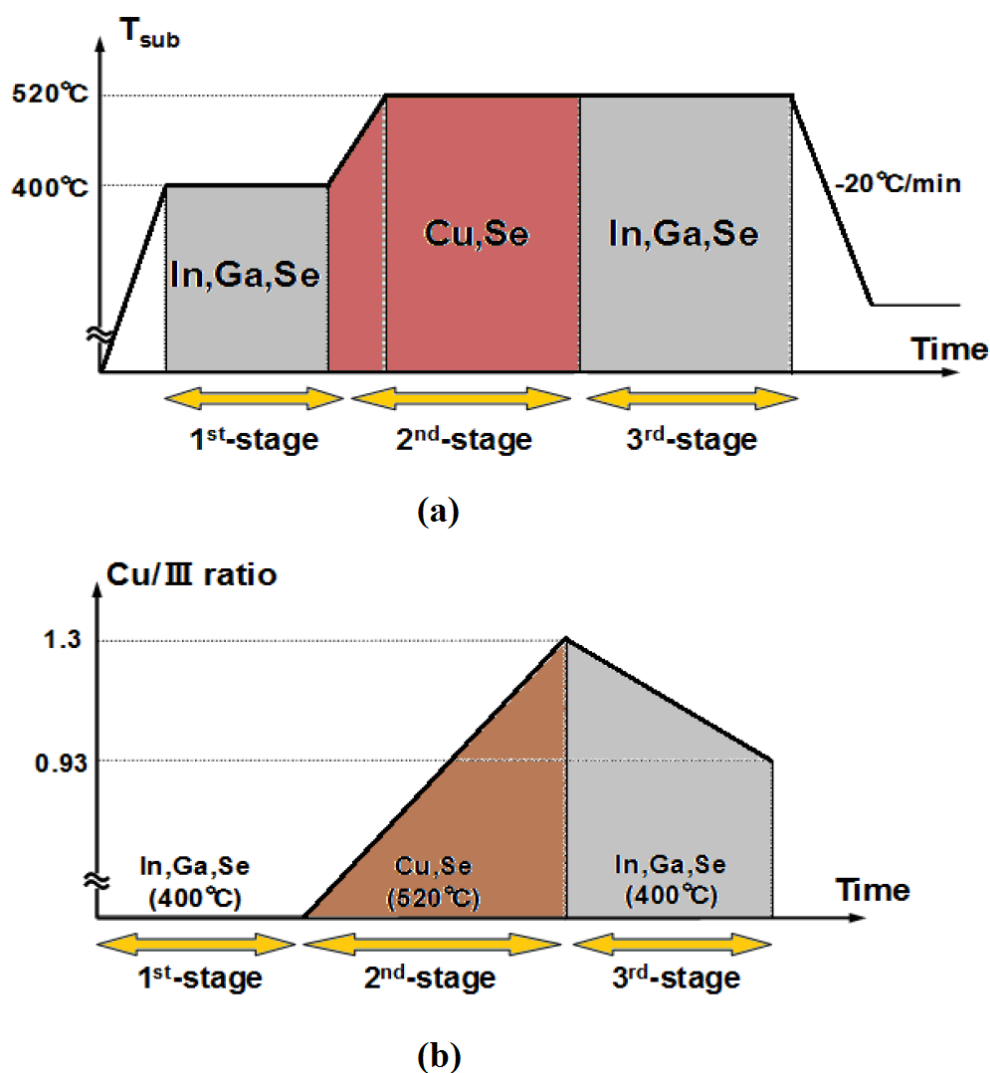 T_sub
520℃
400℃
-20℃/min
In,Ga,Se
Cu,Se
In,Ga,Se
Time
1st-stage
2nd-stage
3rd-stage
(a)
Cu/Ⅲ ratio
1.3
0.93
In,Ga,Se
(400℃)
Cu,Se
(520℃)
In,Ga,Se
(400℃)
Time
1st-stage
2nd-stage
3rd-stage
(b)